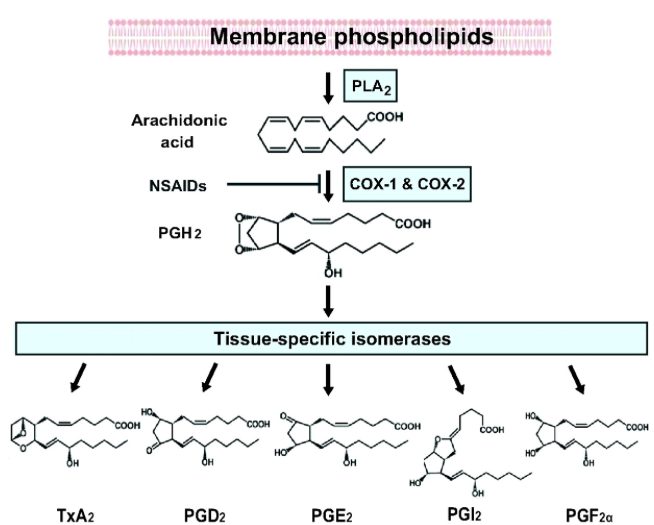 Membrane phospholipids
PLA2
Arachidonic
acid
COOH
NSAIDs
COX-1 & COX-2
PGH2
O
O
COOH
OH
Tissue-specific isomerases
O
O
COOH
OH
HO
O
COOH
OH
O
HO
COOH
OH
O
COOH
HO
OH
HO
HO
COOH
OH
TxA2
PGD2
PGE2
PGI2
PGF2α